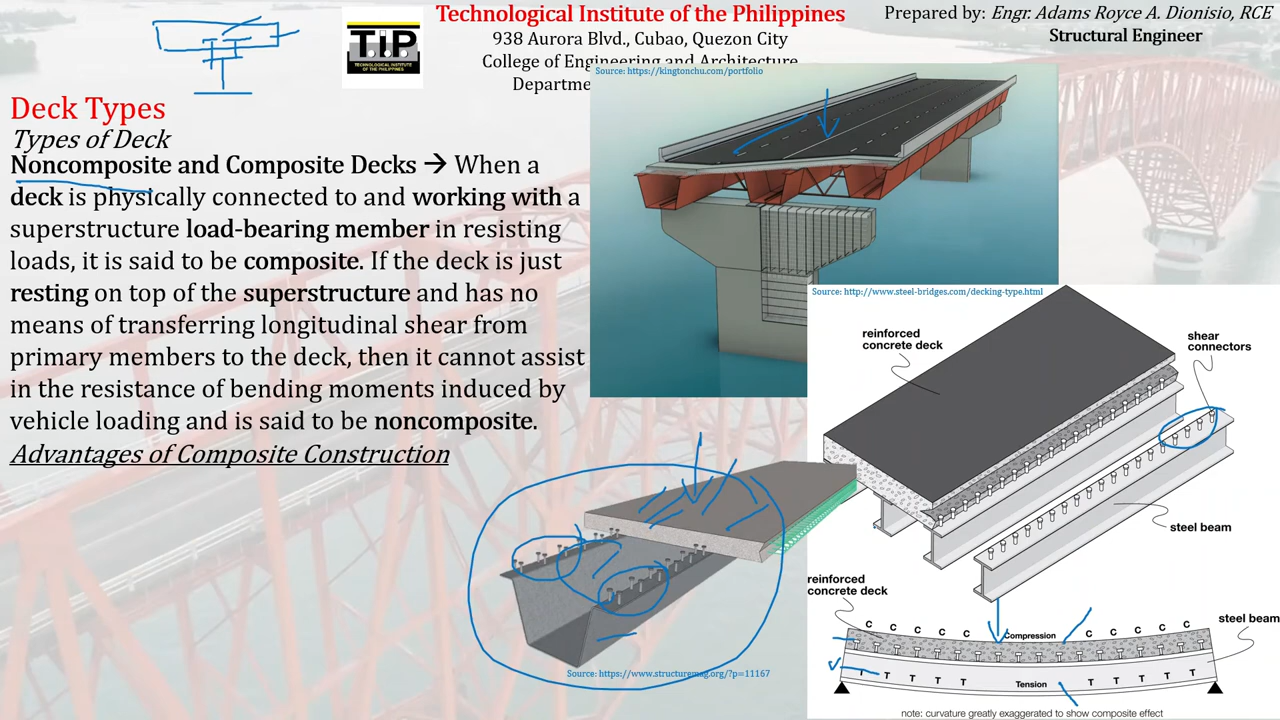 Technological Institute of the Philippines
938 Aurora Blvd., Cubao, Quezon City
College of Engineering and Architecture
Departme
Prepared by: Engr. Adams Royce A. Dionisio, RCE
Structural Engineer
TiP
TECHNOLOGICAL INSTITUTE
OF THE PHILIPPINES
Deck Types
Types of Deck
Noncomposite and Composite Decks → When a
deck is physically connected to and working with a
superstructure load-bearing member in resisting
loads, it is said to be composite. If the deck is just
resting on top of the superstructure and has no
means of transferring longitudinal shear from
primary members to the deck, then it cannot assist
in the resistance of bending moments induced by
vehicle loading and is said to be noncomposite.
Advantages of Composite Construction
Source: https://kingtonchu.com/portfolio
Source: http://www.steel-bridges.com/decking-type.html
reinforced
concrete deck
shear
connectors
steel beam
Source: https://www.structuremag.org/?p=11167
reinforced
concrete deck
steel beam
C C C C C Compression C C C C C
T T T T T Tension T T T T T
note: curvature greatly exaggerated to show composite effect